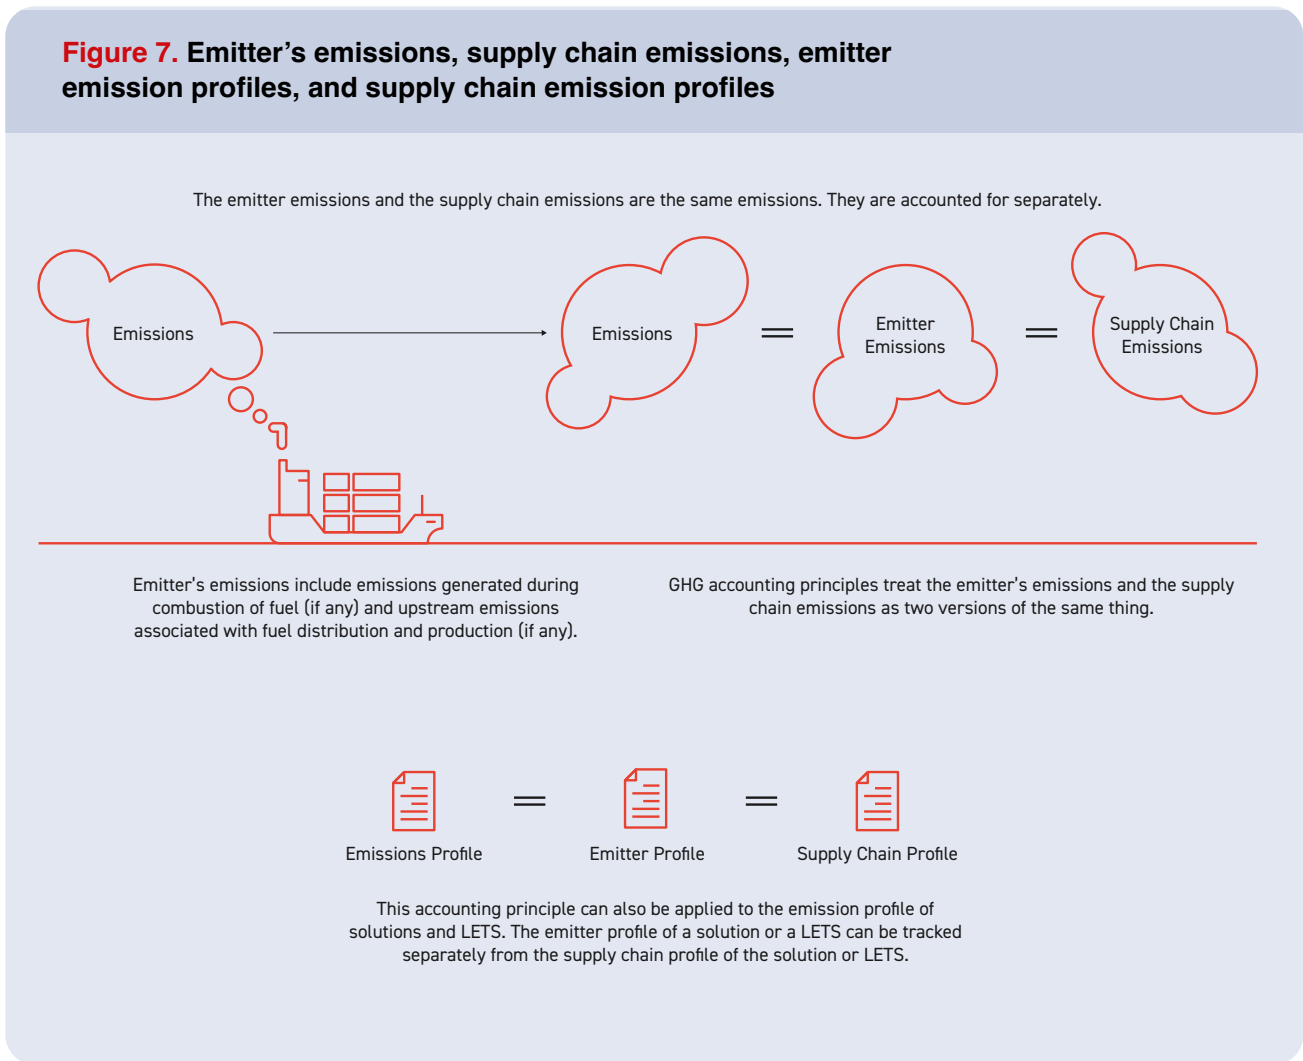 Figure 7. Emitter’s emissions, supply chain emissions, emitter
emission profiles, and supply chain emission profiles
The emitter emissions and the supply chain emissions are the same emissions. They are accounted for separately.
Emissions
Emissions
=
Emitter
Emissions
=
Supply Chain
Emissions
Emitter’s emissions include emissions generated during
combustion of fuel (if any) and upstream emissions
associated with fuel distribution and production (if any).
GHG accounting principles treat the emitter’s emissions and the supply
chain emissions as two versions of the same thing.
=
=
Emissions Profile
Emitter Profile
Supply Chain Profile
This accounting principle can also be applied to the emission profile of
solutions and LETS. The emitter profile of a solution or a LETS can be tracked
separately from the supply chain profile of the solution or LETS.